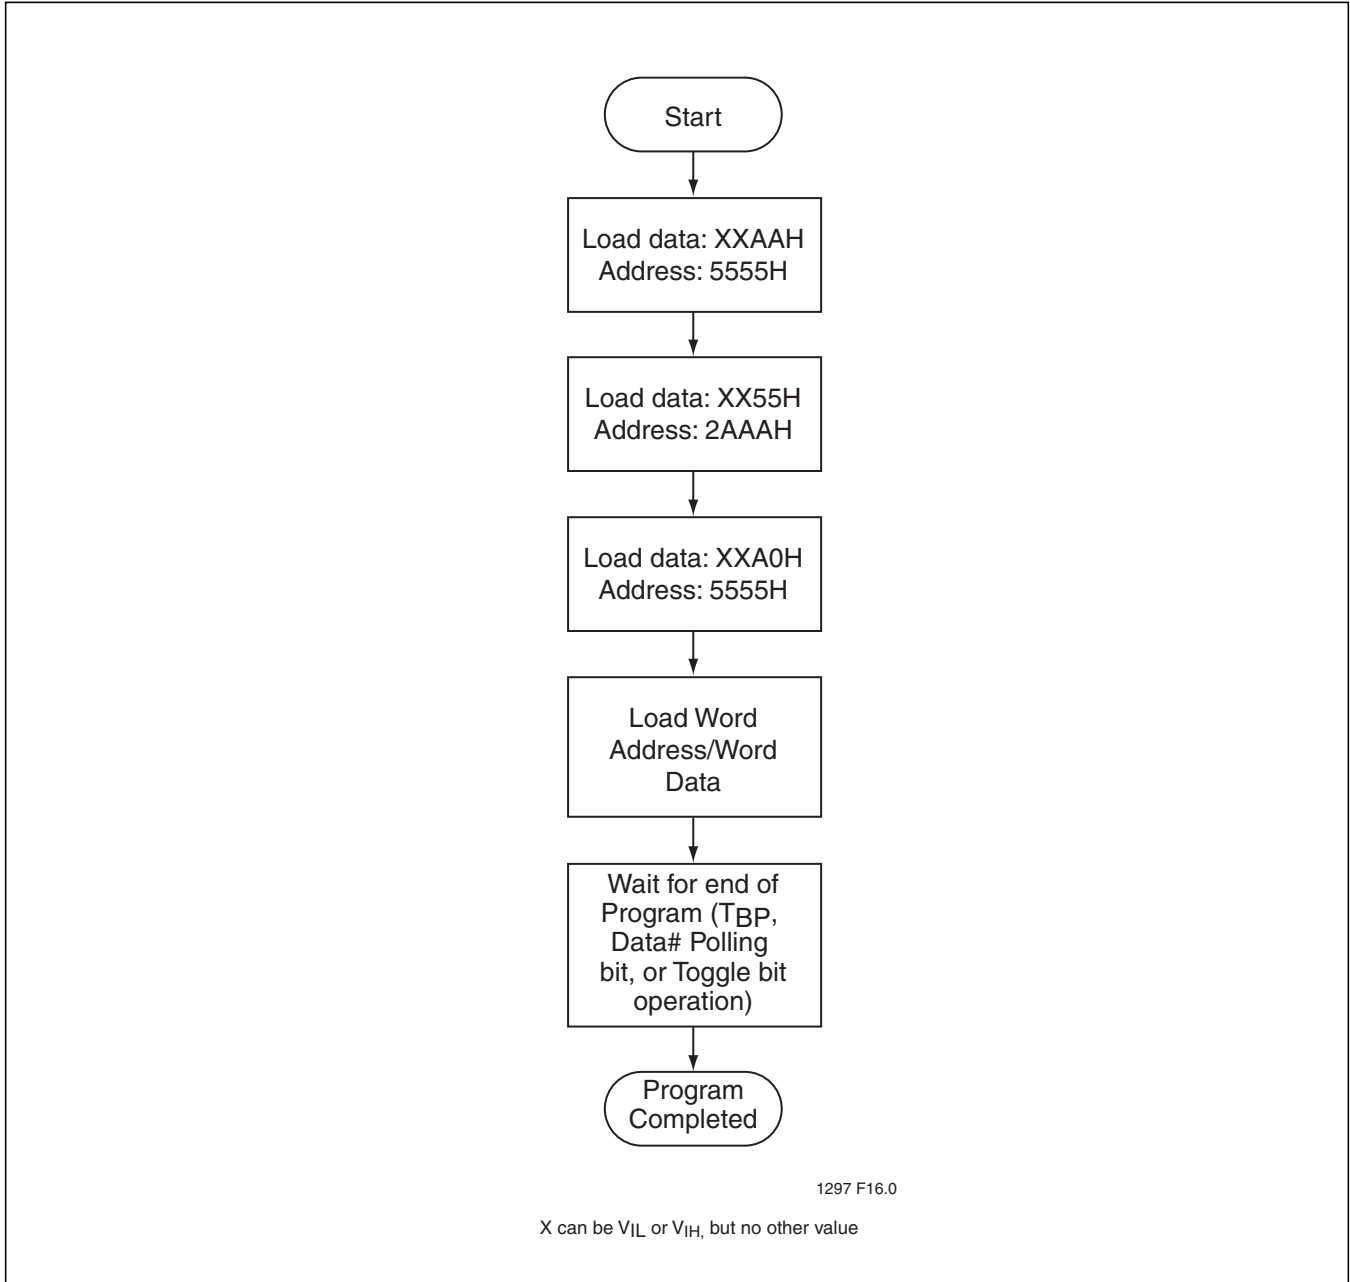 Start
Load data: XXAAH
Address: 5555H
Load data: XX55H
Address: 2AAAH
Load data: XXA0H
Address: 5555H
Load Word
Address/Word
Data
Wait for end of
Program (TBP,
Data# Polling
bit, or Toggle bit
operation)
Program
Completed
1297 F16.0
X can be VIL or VIH, but no other value